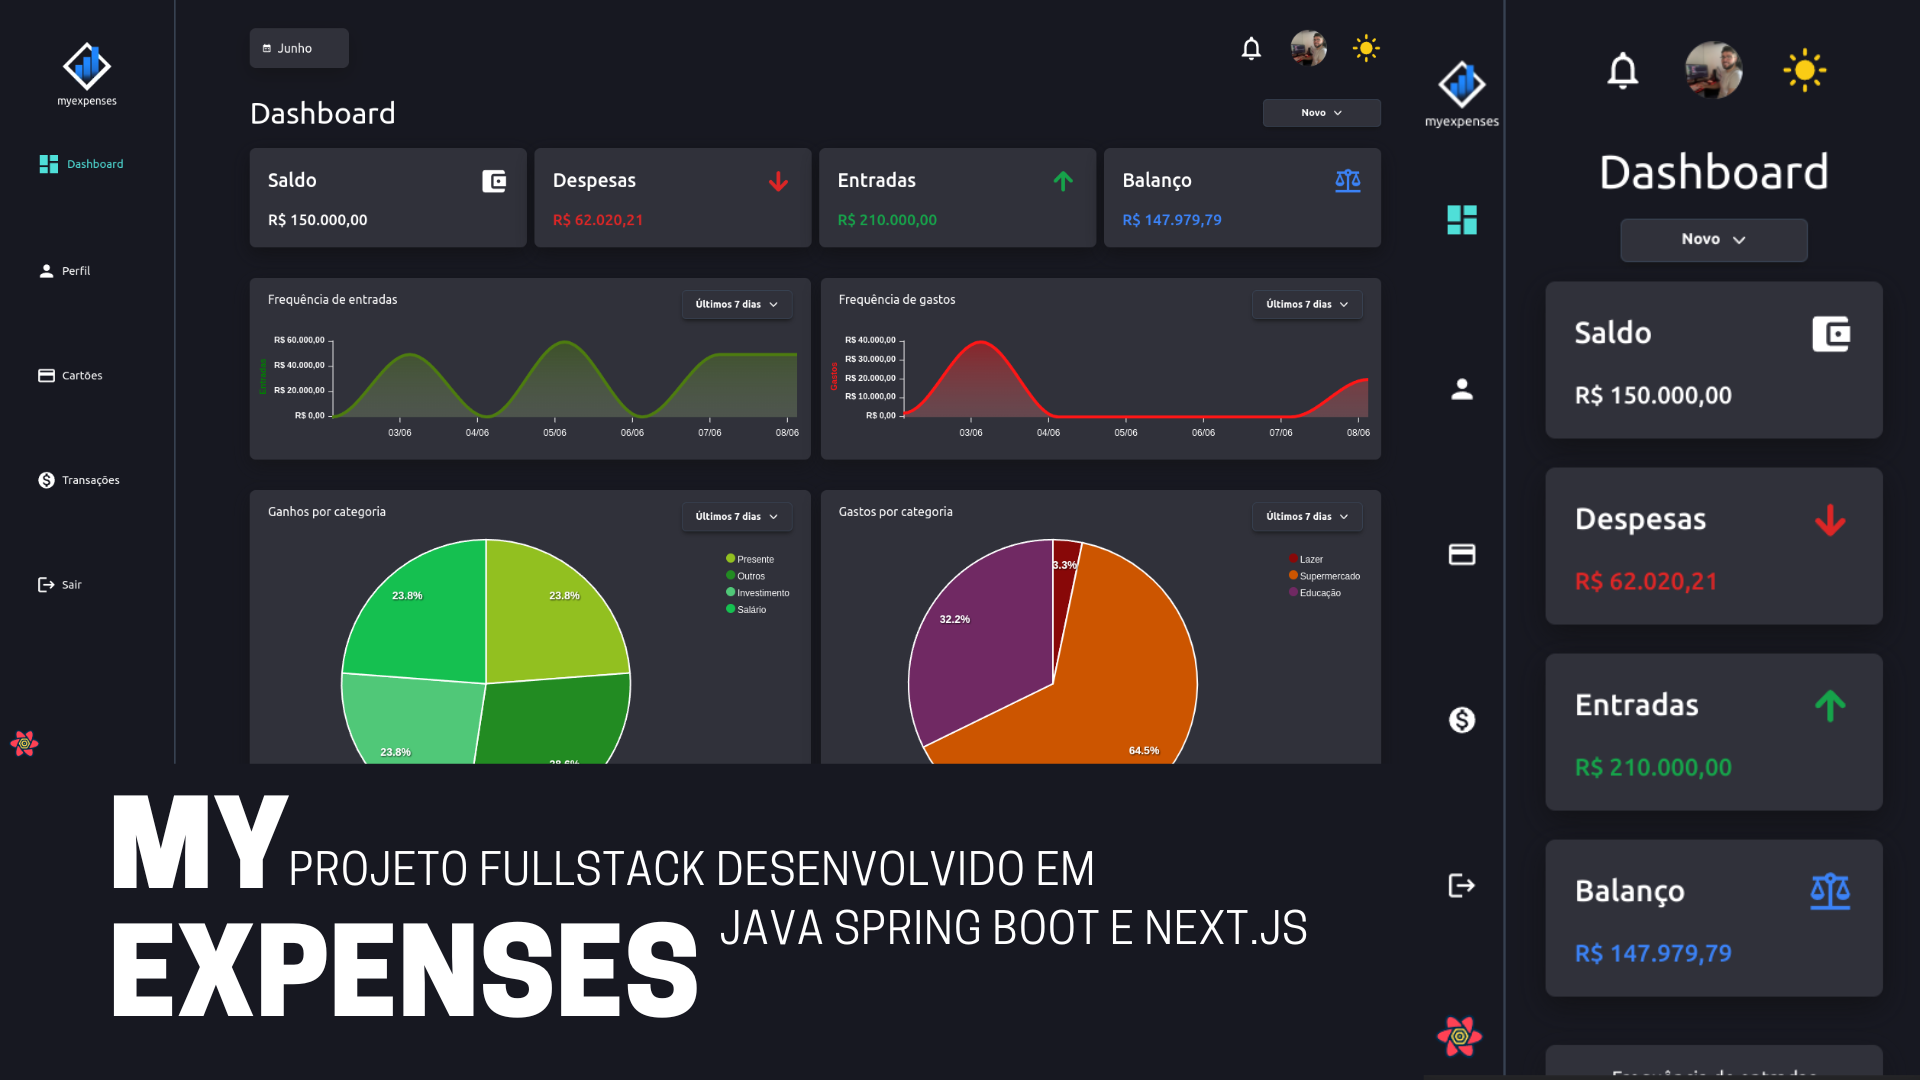 myexpenses
Dashboard
Perfil
Cartões
Transações
Sair
Junho
Dashboard
Novo
Saldo
R$ 150.000,00
Despesas
R$ 62.020,21
Entradas
R$ 210.000,00
Balanço
R$ 147.979,79
Frequência de entradas
Últimos 7 dias
Entradas
R$ 60.000,00
R$ 40.000,00
R$ 20.000,00
R$ 0,00
03/06 04/06 05/06 06/06 07/06 08/06
Frequência de gastos
Últimos 7 dias
Gastos
R$ 40.000,00
R$ 30.000,00
R$ 20.000,00
R$ 10.000,00
R$ 0,00
03/06 04/06 05/06 06/06 07/06 08/06
Ganhos por categoria
Últimos 7 dias
Presente
Outros
Investimento
Salário
23.8% 23.8%
23.8% 28.6%
Gastos por categoria
Últimos 7 dias
Lazer
Supermercado
Educação
3.3%
32.2%
64.5%
MY
PROJETO FULLSTACK DESENVOLVIDO EM
EXPENSES
JAVA SPRING BOOT E NEXT.JS
myexpenses
Dashboard
Novo
Saldo
R$ 150.000,00
Despesas
R$ 62.020,21
Entradas
R$ 210.000,00
Balanço
R$ 147.979,79
Frequência de entradas